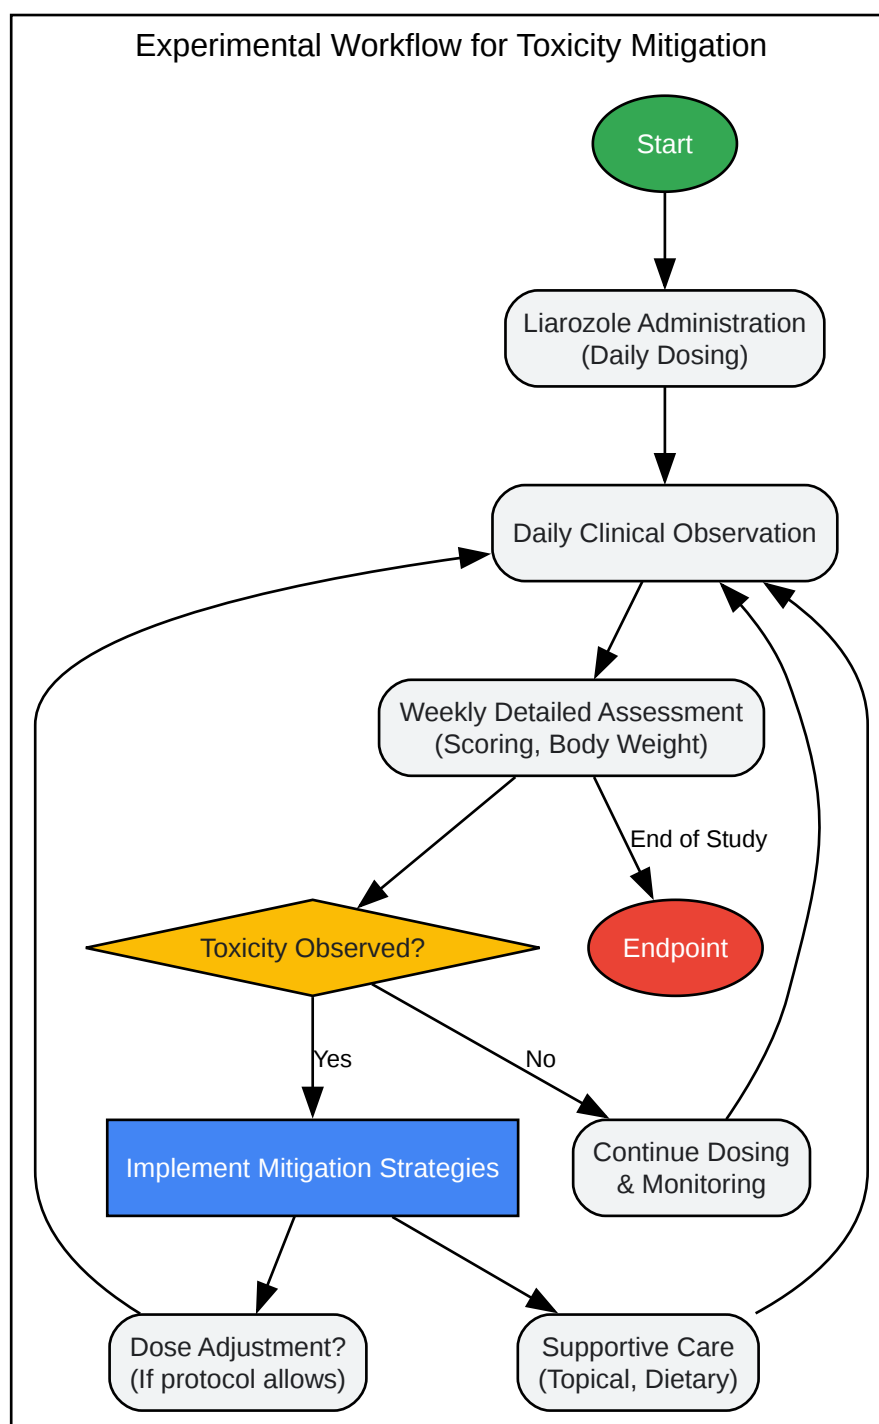 Experimental Workflow for Toxicity Mitigation
Start
Liarozole Administration
(Daily Dosing)
Daily Clinical Observation
Weekly Detailed Assessment
(Scoring, Body Weight)
End of Study
Toxicity Observed?
Endpoint
Yes
No
Implement Mitigation Strategies
Continue Dosing
& Monitoring
Dose Adjustment?
(If protocol allows)
Supportive Care
(Topical, Dietary)